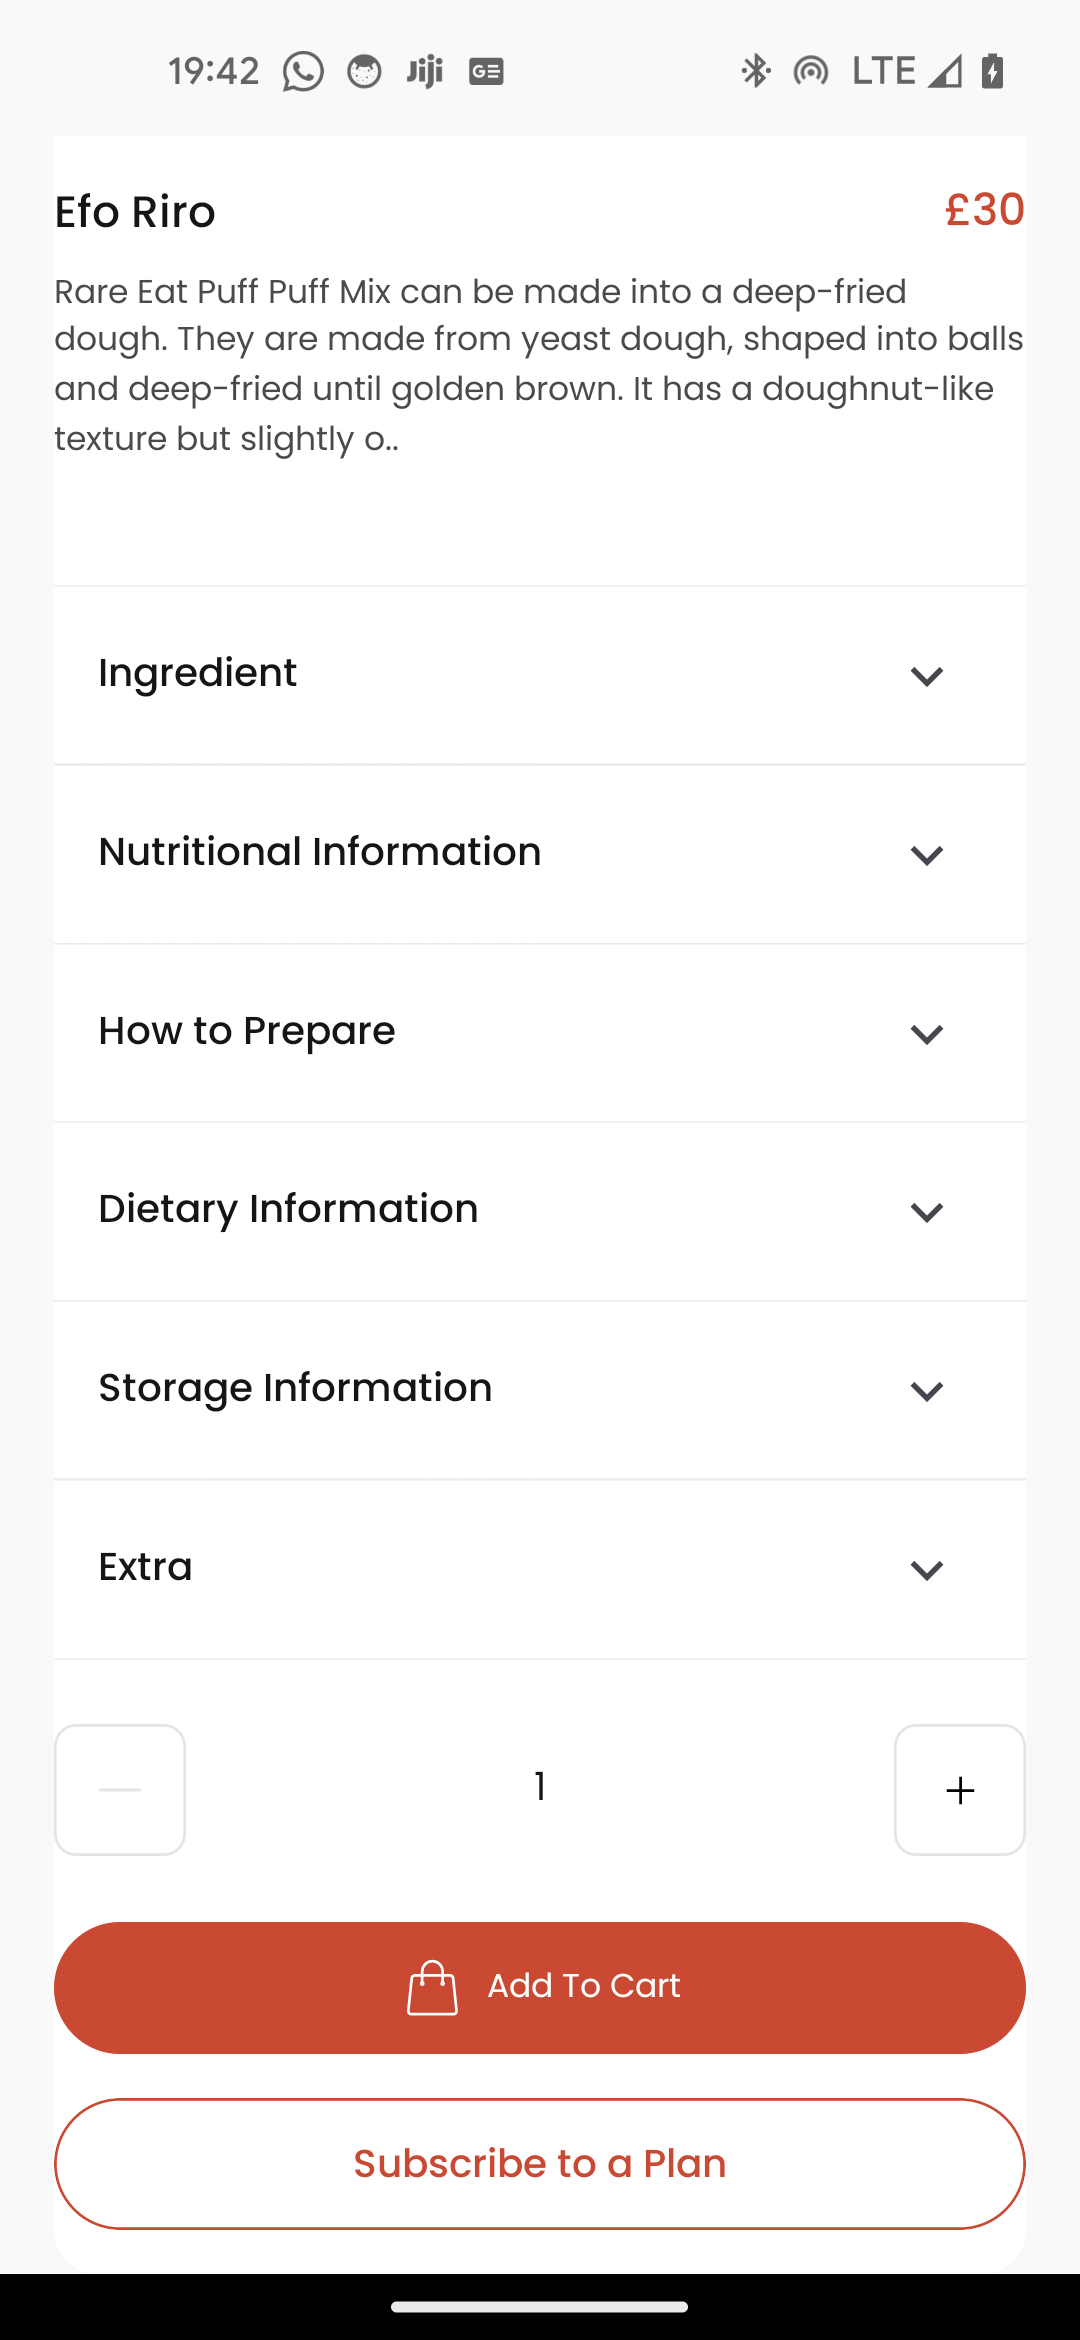 19:42 Jiji GE LTE
Efo Riro £30
Rare Eat Puff Puff Mix can be made into a deep-fried
dough. They are made from yeast dough, shaped into balls
and deep-fried until golden brown. It has a doughnut-like
texture but slightly o..
Ingredient
Nutritional Information
How to Prepare
Dietary Information
Storage Information
Extra
1
Add To Cart
Subscribe to a Plan